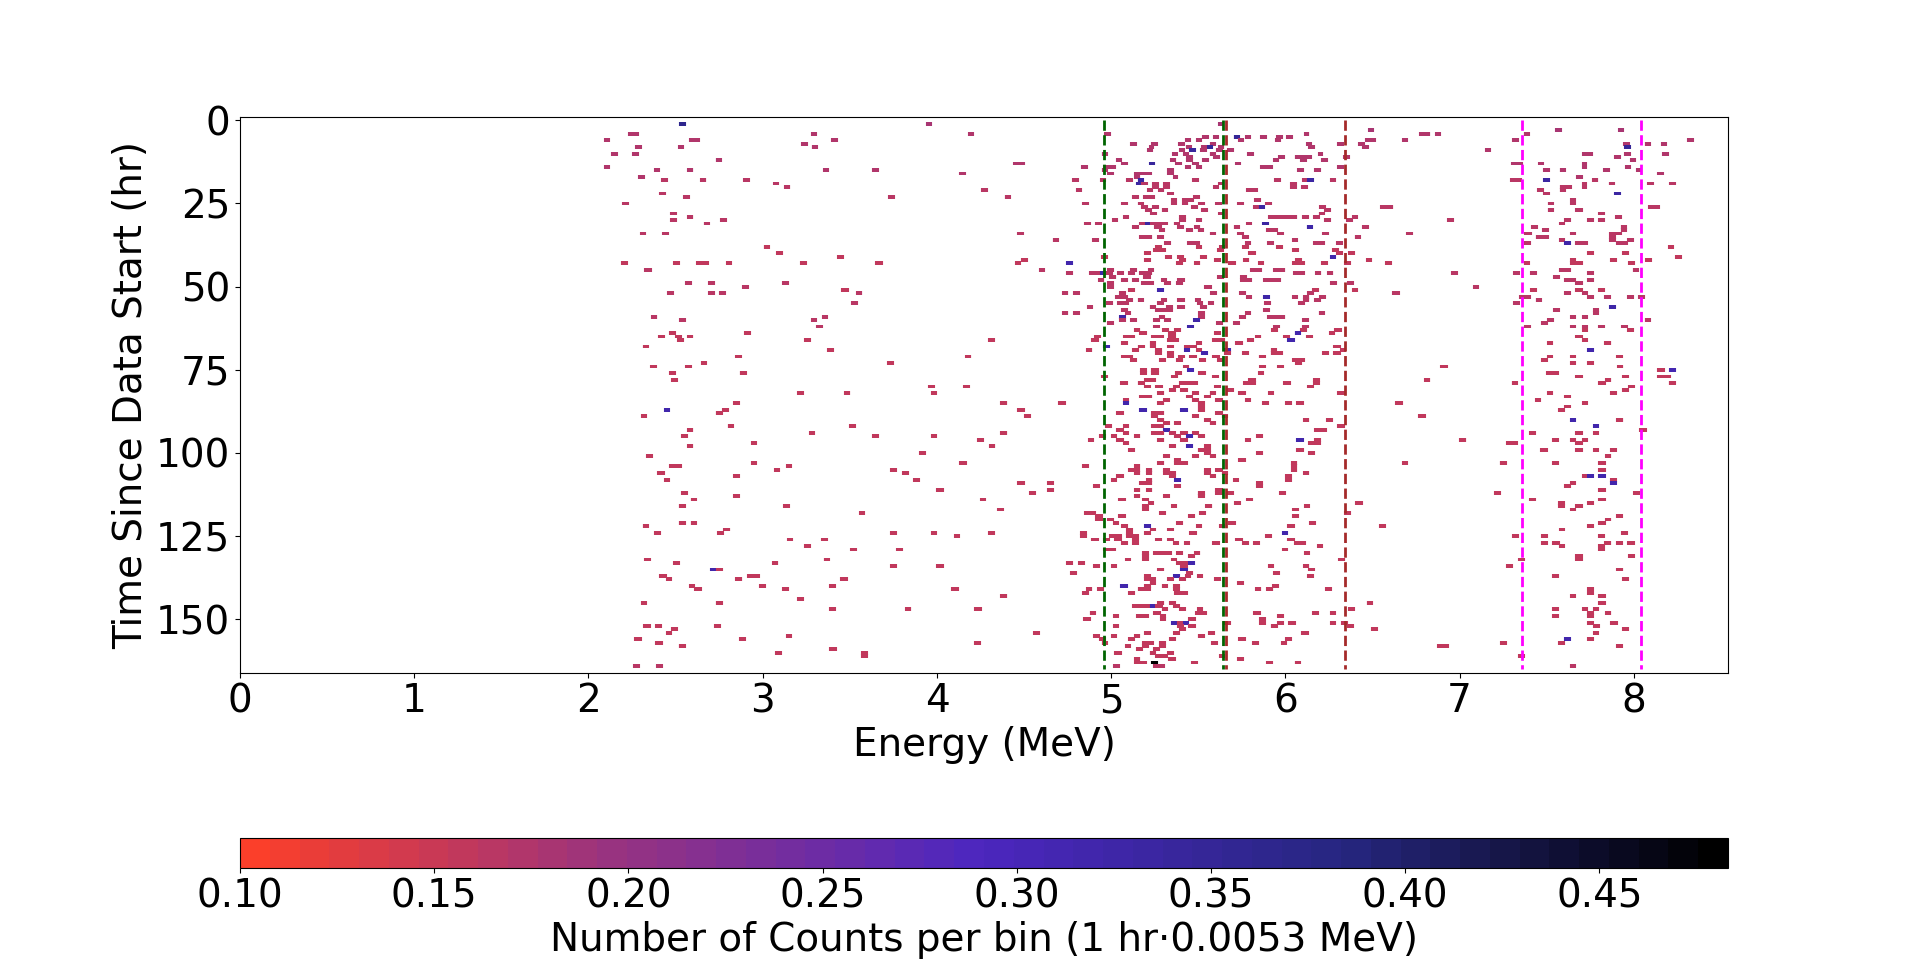 0
25
50
75
100
125
150
Time Since Data Start (hr)
0 1 2 3 4 5 6 7 8
Energy (MeV)
0.10 0.15 0.20 0.25 0.30 0.35 0.40 0.45
Number of Counts per bin (1 hr·0.0053 MeV)